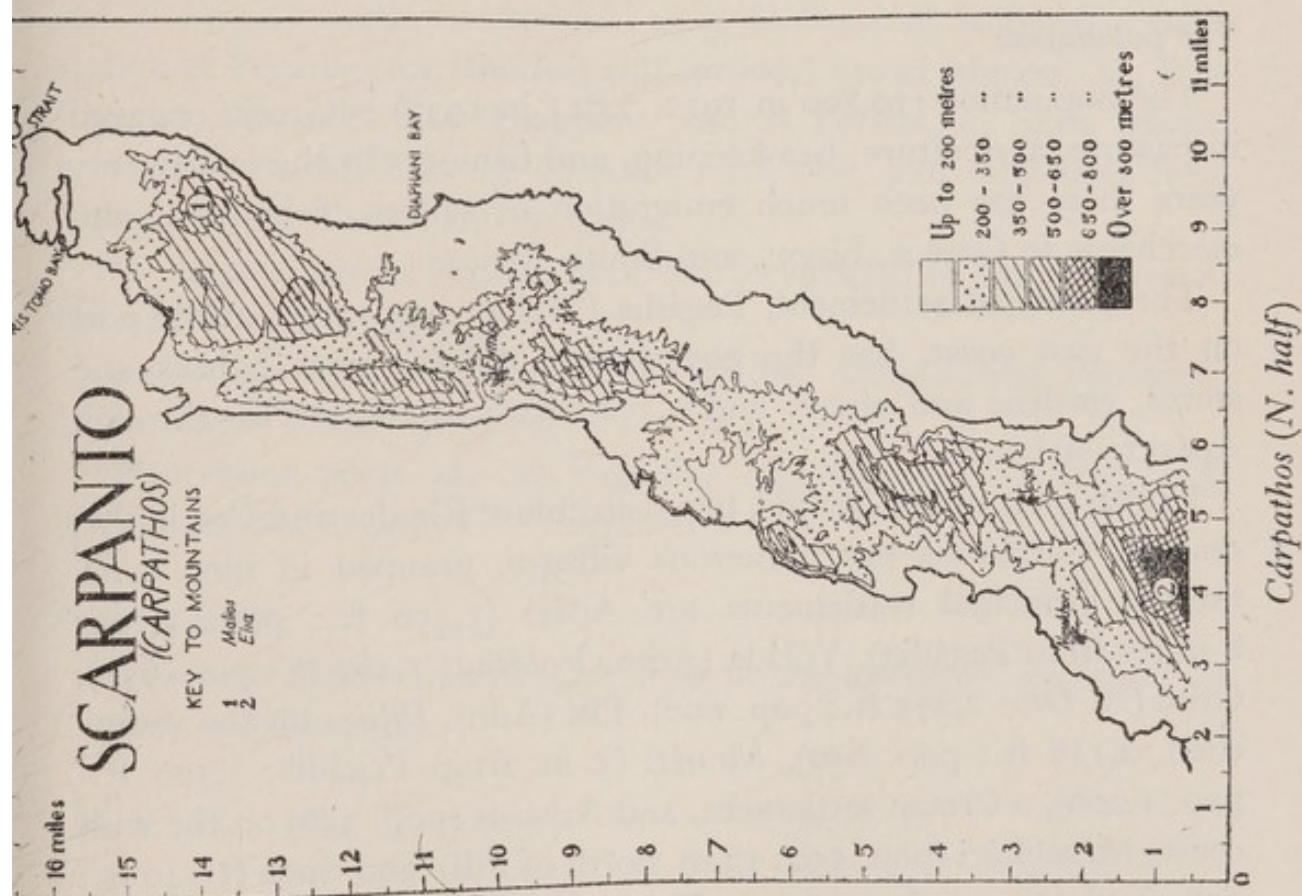 SCARPANTO
(CARPATHOS)
KEY TO MOUNTAINS
1 Malios
2 Elia
STRAIT
DIAPHANI BAY
Up to 200 metres
200 - 350 "
350 - 500 "
500 - 650 "
650 - 800 "
Over 800 metres
1
2
16 miles
15
14
13
12
11
10
9
8
7
6
5
4
3
2
1
0
1
2
3
4
5
6
7
8
9
10
11 miles
Cárpathos (N. half)